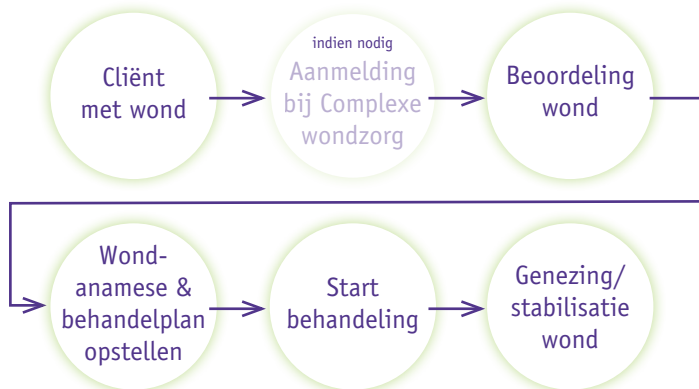 Cliënt
met wond
indien nodig
Aanmelding
bij Complexe
wondzorg
Beoordeling
wond
Wond-
anamese &
behandelplan
opstellen
Start
behandeling
Genezing/
stabilisatie
wond